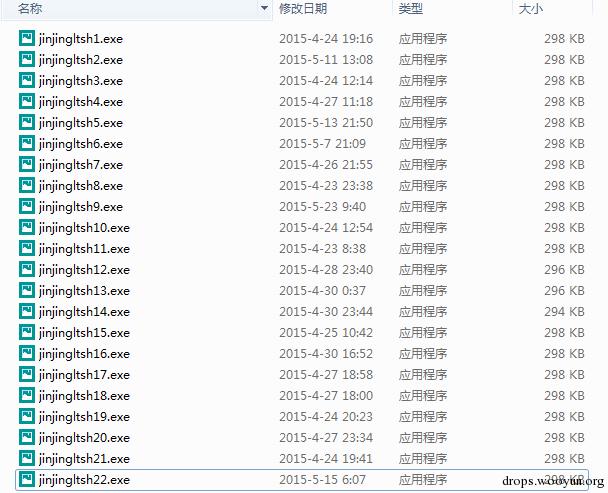 名称 修改日期 类型 大小
jinjingltsh1.exe 2015-4-24 19:16 应用程序 298 KB
jinjingltsh2.exe 2015-5-11 13:08 应用程序 298 KB
jinjingltsh3.exe 2015-4-24 12:14 应用程序 298 KB
jinjingltsh4.exe 2015-4-27 11:18 应用程序 298 KB
jinjingltsh5.exe 2015-5-13 21:50 应用程序 298 KB
jinjingltsh6.exe 2015-5-7 21:09 应用程序 298 KB
jinjingltsh7.exe 2015-4-26 21:55 应用程序 298 KB
jinjingltsh8.exe 2015-4-23 23:38 应用程序 298 KB
jinjingltsh9.exe 2015-5-23 9:40 应用程序 298 KB
jinjingltsh10.exe 2015-4-24 12:54 应用程序 298 KB
jinjingltsh11.exe 2015-4-23 8:38 应用程序 298 KB
jinjingltsh12.exe 2015-4-28 23:40 应用程序 296 KB
jinjingltsh13.exe 2015-4-30 0:37 应用程序 296 KB
jinjingltsh14.exe 2015-4-30 23:44 应用程序 294 KB
jinjingltsh15.exe 2015-4-25 10:42 应用程序 298 KB
jinjingltsh16.exe 2015-4-30 16:52 应用程序 298 KB
jinjingltsh17.exe 2015-4-27 18:58 应用程序 298 KB
jinjingltsh18.exe 2015-4-27 18:00 应用程序 298 KB
jinjingltsh19.exe 2015-4-24 20:23 应用程序 298 KB
jinjingltsh20.exe 2015-4-27 23:34 应用程序 298 KB
jinjingltsh21.exe 2015-4-24 19:41 应用程序 298 KB
jinjingltsh22.exe 2015-5-15 6:07 应用程序 298 KB
drops.wooyun.org